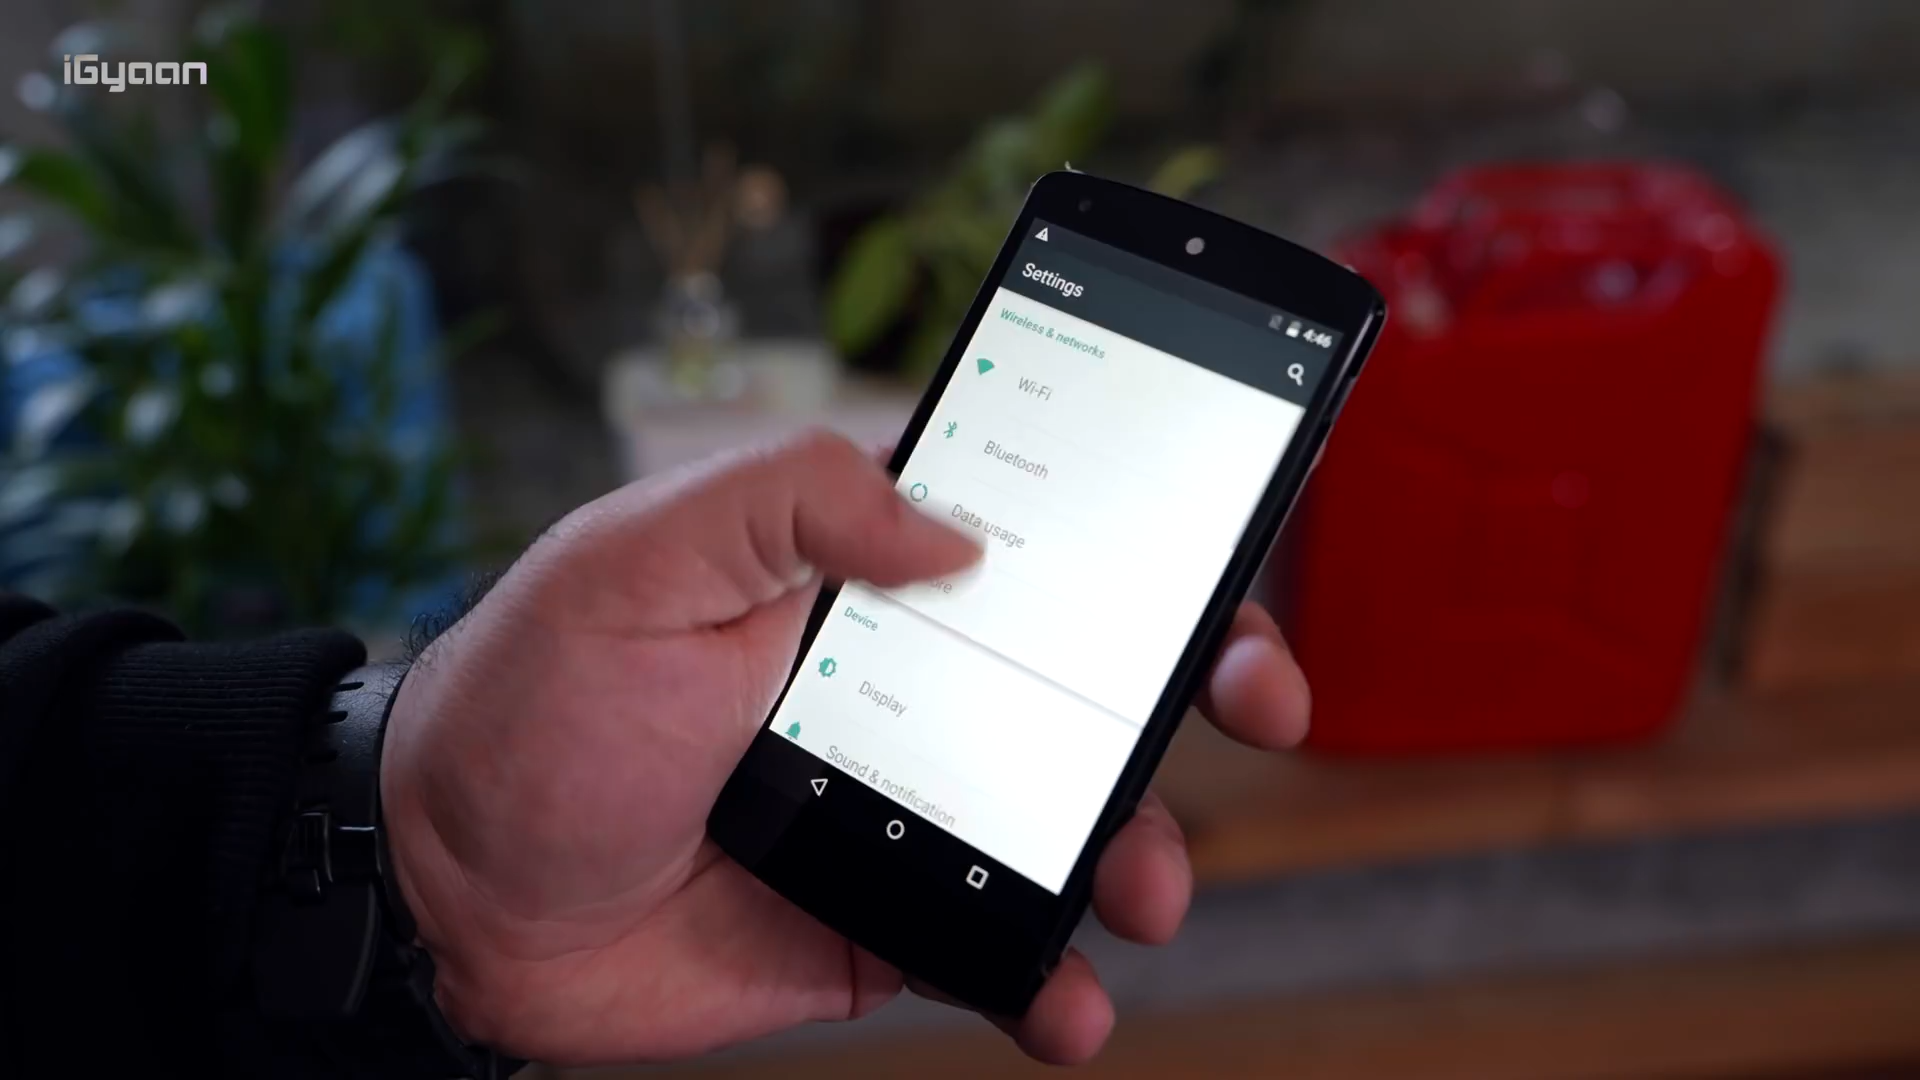 iGyaan
4:46
Settings
Wireless & networks
Wi-Fi
Bluetooth
Data usage
Device
Display
Sound & notification